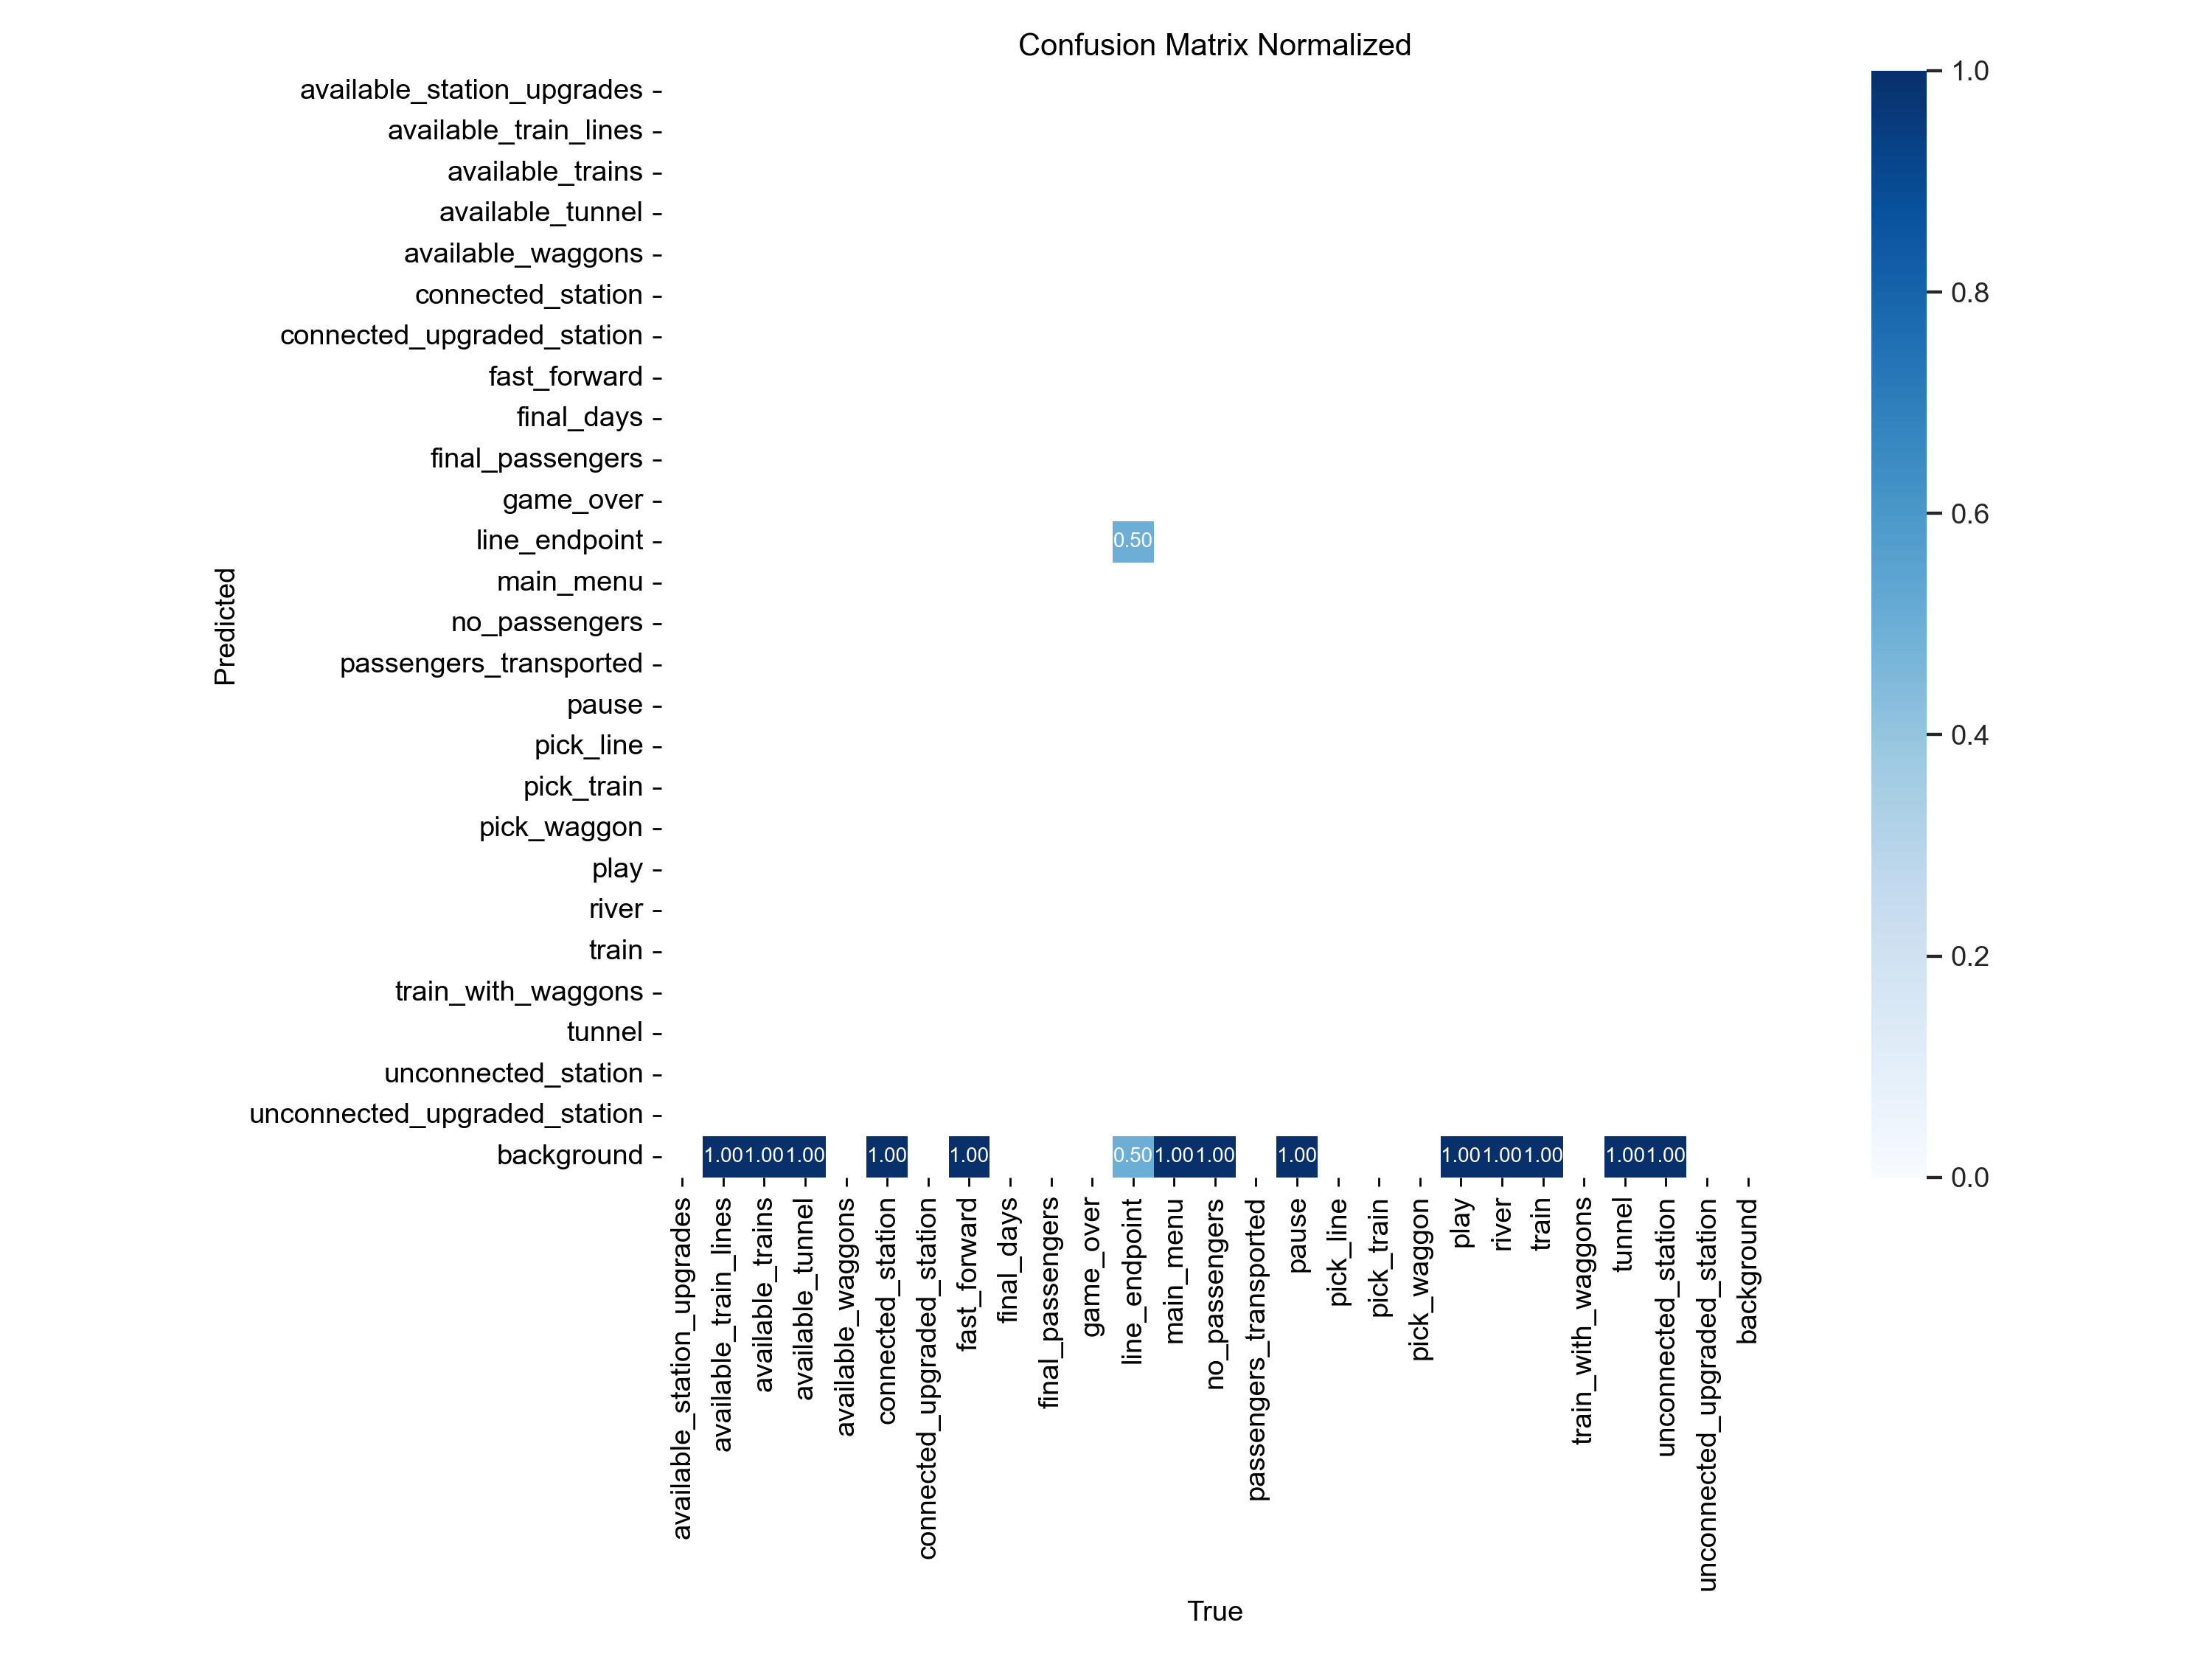 Confusion Matrix Normalized
available_station_upgrades
available_train_lines
available_trains
available_tunnel
available_waggons
connected_station
connected_upgraded_station
fast_forward
final_days
final_passengers
game_over
line_endpoint
main_menu
no_passengers
passengers_transported
pause
pick_line
pick_train
pick_waggon
play
river
train
train_with_waggons
tunnel
unconnected_station
unconnected_upgraded_station
background
Predicted
0.50
1.00 1.00 1.00 1.00 1.00 0.50 1.00 1.00 1.00 1.00 1.00 1.00 1.00 1.00
available_station_upgrades
available_train_lines
available_trains
available_tunnel
available_waggons
connected_station
connected_upgraded_station
fast_forward
final_days
final_passengers
game_over
line_endpoint
main_menu
no_passengers
passengers_transported
pause
pick_line
pick_train
pick_waggon
play
river
train
train_with_waggons
tunnel
unconnected_station
unconnected_upgraded_station
background
True
1.0
0.8
0.6
0.4
0.2
0.0